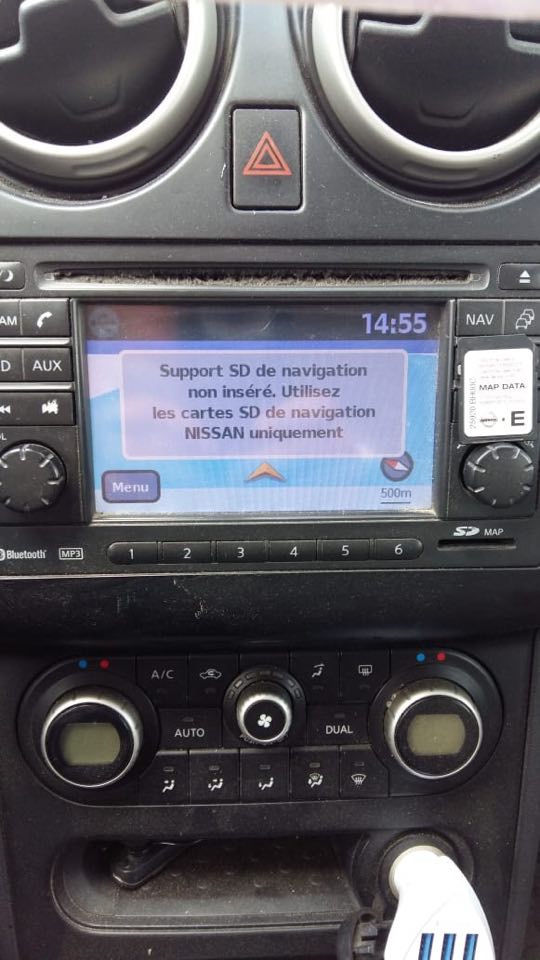 14:55
AM
NAV
D
AUX
Support SD de navigation
non inséré. Utilisez
les cartes SD de navigation
NISSAN uniquement
MAP DATA
E
OL
Menu
500m
Bluetooth
MP3
1 2 3 4 5 6
SD MAP
A/C
AUTO
DUAL